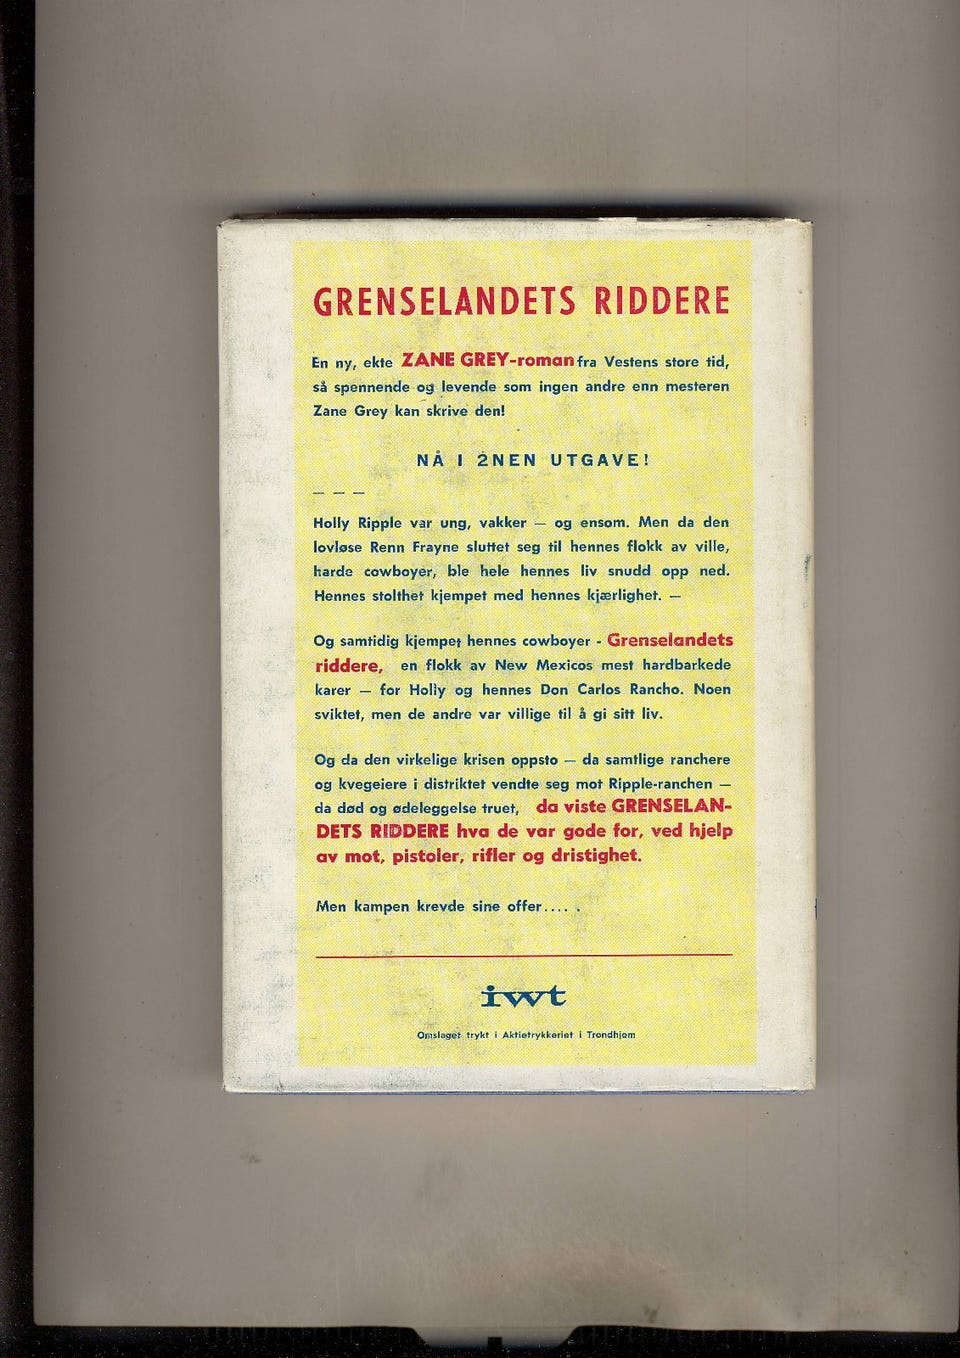 GRENSELANDETS RIDDERE
En ny, ekte ZANE GREY-roman fra Vestens store tid,
så spennende og levende som ingen andre enn mesteren
Zane Grey kan skrive den!
NÅ I 2NEN UTGAVE!
— — —
Holly Ripple var ung, vakker — og ensom. Men da den
lovløse Renn Frayne sluttet seg til hennes flokk av ville,
harde cowboyer, ble hele hennes liv snudd opp ned.
Hennes stolthet kjempet med hennes kjærlighet. —
Og samtidig kjempet hennes cowboyer - Grenselandets
riddere, en flokk av New Mexicos mest hardbarkede
karer — for Holly og hennes Don Carlos Rancho. Noen
sviktet, men de andre var villige til å gi sitt liv.
Og da den virkelige krisen oppsto — da samtlige ranchere
og kvegeiere i distriktet vendte seg mot Ripple-ranchen —
da død og ødeleggelse truet, da viste GRENSELAN-
DETS RIDDERE hva de var gode for, ved hjelp
av mot, pistoler, rifler og dristighet.
Men kampen krevde sine offer.... .
iwt
Omslaget trykt i Aktietrykkeriet i Trondhjem